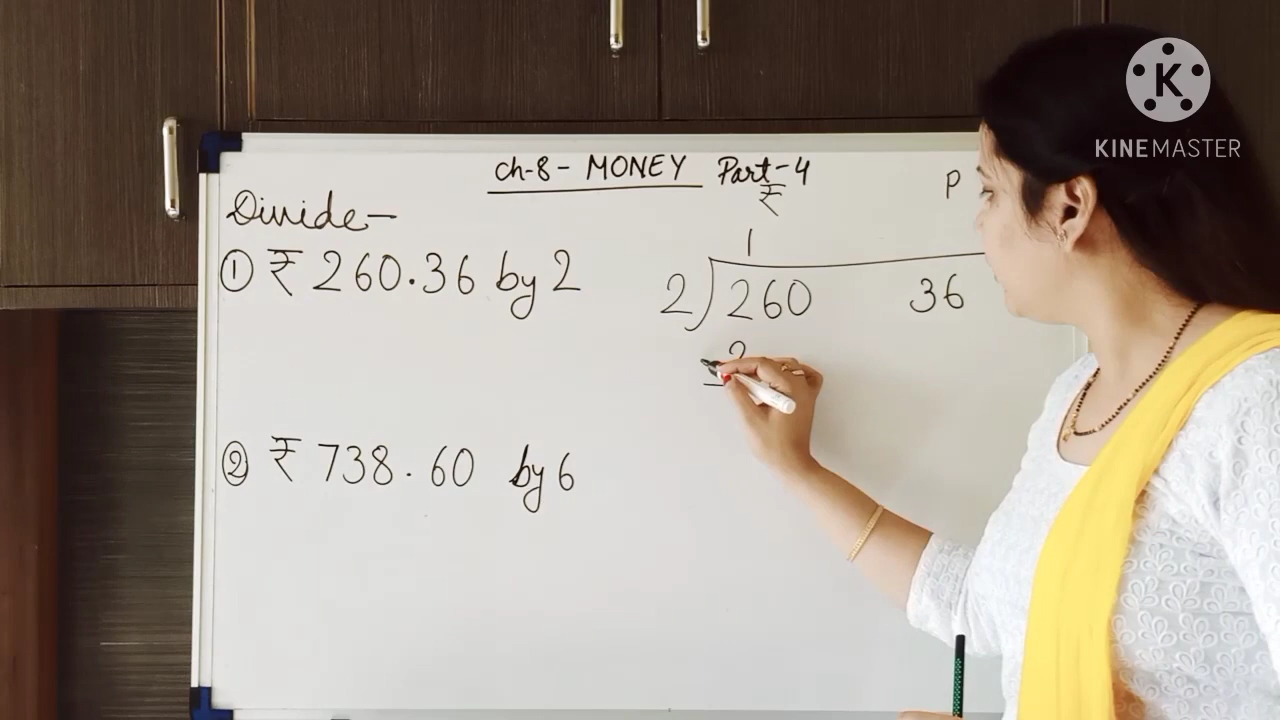 ch-8 - MONEY Part-4
Divide-
① ₹ 260.36 by 2
② ₹ 738.60 by 6
₹ P
1
2) 260 36
2
K
KINEMASTER